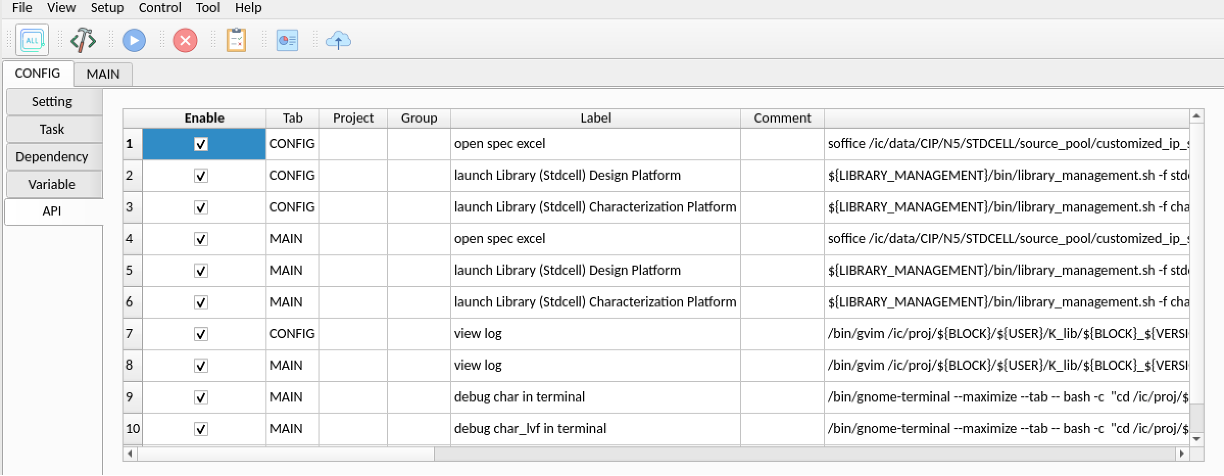 File View Setup Control Tool Help
ALL
CONFIG MAIN
Setting
Task
Dependency
Variable
API
Enable Tab Project Group Label Comment
1 CONFIG open spec excel soffice /ic/data/CIP/N5/STDCELL/source_pool/customized_ip_s
2 CONFIG launch Library (Stdcell) Design Platform ${LIBRARY_MANAGEMENT}/bin/library_management.sh -f stdc
3 CONFIG launch Library (Stdcell) Characterization Platform ${LIBRARY_MANAGEMENT}/bin/library_management.sh -f cha
4 MAIN open spec excel soffice /ic/data/CIP/N5/STDCELL/source_pool/customized_ip_s
5 MAIN launch Library (Stdcell) Design Platform ${LIBRARY_MANAGEMENT}/bin/library_management.sh -f stdc
6 MAIN launch Library (Stdcell) Characterization Platform ${LIBRARY_MANAGEMENT}/bin/library_management.sh -f cha
7 CONFIG view log /bin/gvim /ic/proj/${BLOCK}/${USER}/K_lib/${BLOCK}_${VERSI
8 MAIN view log /bin/gvim /ic/proj/${BLOCK}/${USER}/K_lib/${BLOCK}_${VERSI
9 MAIN debug char in terminal /bin/gnome-terminal --maximize --tab -- bash -c "cd /ic/proj/$
10 MAIN debug char_lvf in terminal /bin/gnome-terminal --maximize --tab -- bash -c "cd /ic/proj/$